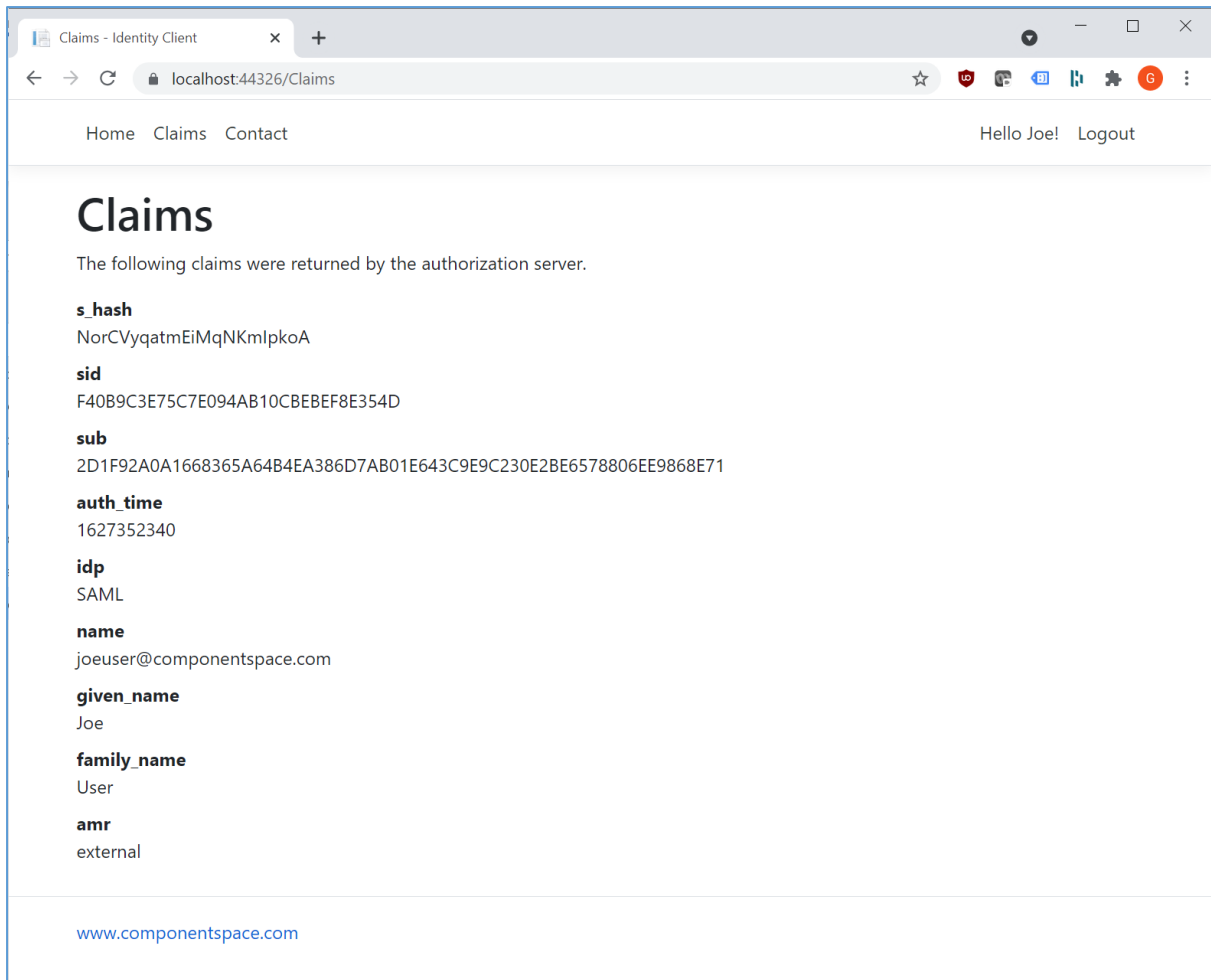 Claims - Identity Client
localhost:44326/Claims
G
Home Claims Contact Hello Joe! Logout
Claims
The following claims were returned by the authorization server.
s_hash
NorCVyqatmEiMqNKmIpkoA
sid
F40B9C3E75C7E094AB10CBEBEF8E354D
sub
2D1F92A0A1668365A64B4EA386D7AB01E643C9E9C230E2BE6578806EE9868E71
auth_time
1627352340
idp
SAML
name
joeuser@componentspace.com
given_name
Joe
family_name
User
amr
external
www.componentspace.com